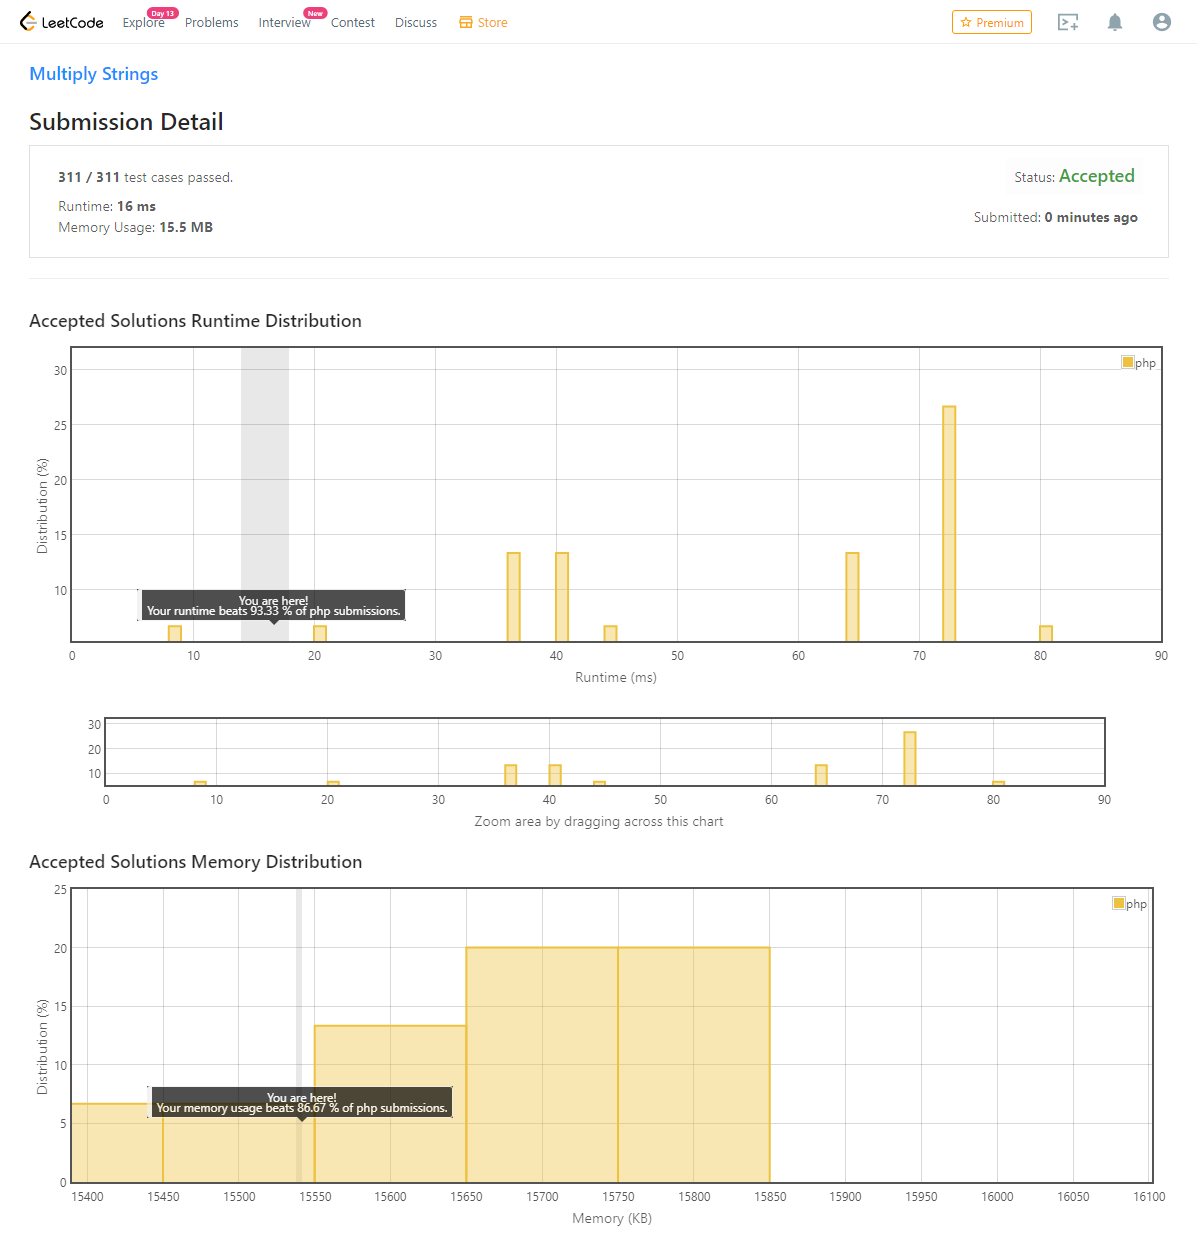 LeetCode
Explore Day 13 Problems Interview New Contest Discuss Store Premium
Multiply Strings
Submission Detail
311 / 311 test cases passed.
Status: Accepted
Runtime: 16 ms
Submitted: 0 minutes ago
Memory Usage: 15.5 MB
Accepted Solutions Runtime Distribution
php
30
25
20
15
10
Distribution (%)
You are here!
Your runtime beats 93.33 % of php submissions.
0 10 20 30 40 50 60 70 80 90
Runtime (ms)
30
20
10
0 10 20 30 40 50 60 70 80 90
Zoom area by dragging across this chart
Accepted Solutions Memory Distribution
php
25
20
15
10
5
0
Distribution (%)
You are here!
Your memory usage beats 86.67 % of php submissions.
15400 15450 15500 15550 15600 15650 15700 15750 15800 15850 15900 15950 16000 16050 16100
Memory (KB)